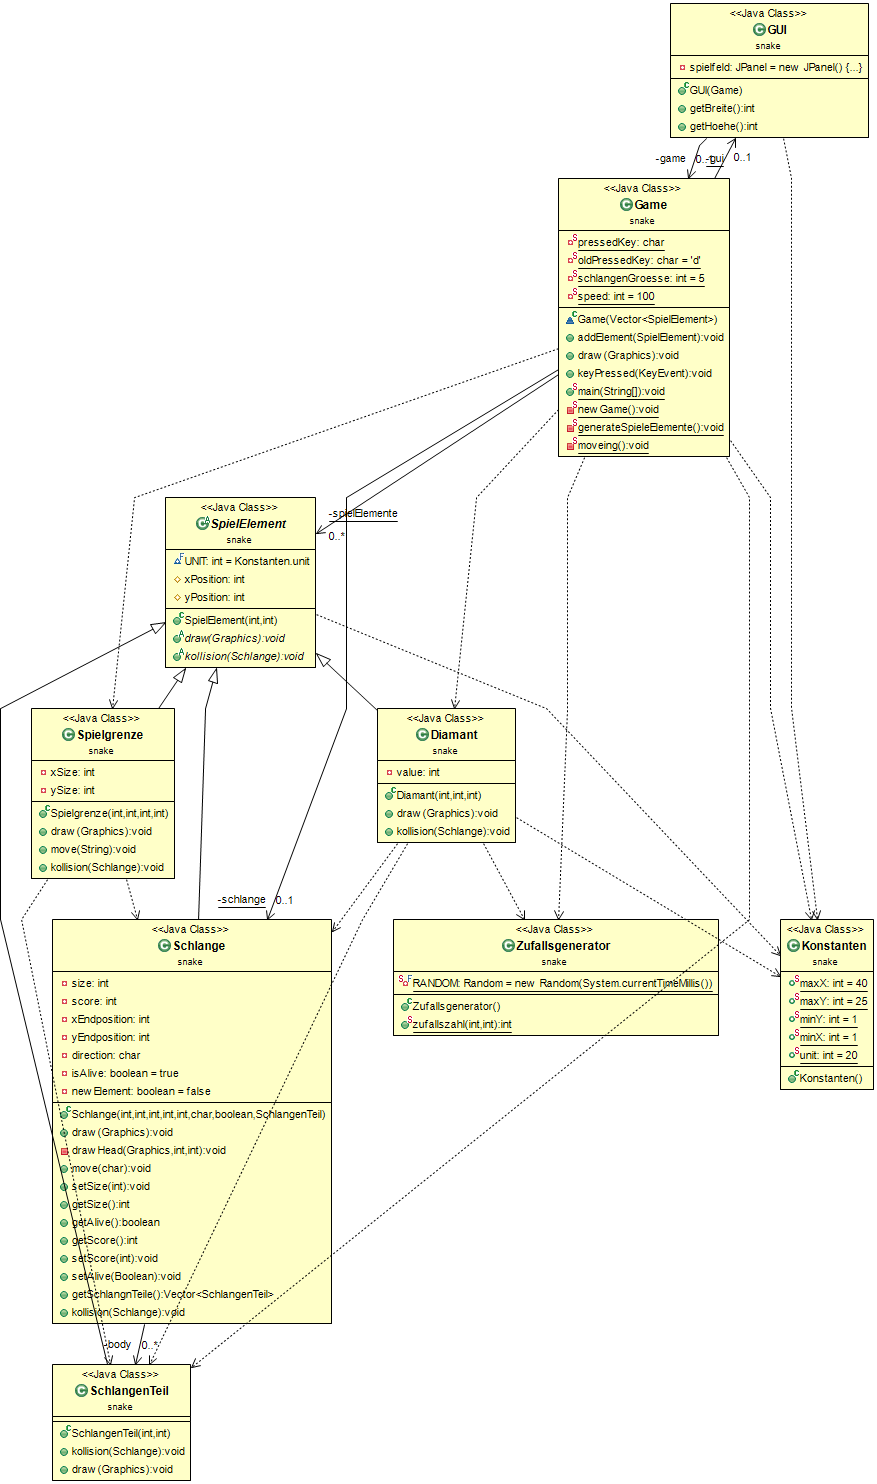 <<Java Class>>
GUI
snake
spielfeld: JPanel = new JPanel() {...}
GUI(Game)
getBreite():int
getHoehe():int
-game
0..1
-gui
0..1
<<Java Class>>
Game
snake
pressedKey: char
oldPressedKey: char = 'd'
schlangenGroesse: int = 5
speed: int = 100
Game(Vector<SpielElement>)
addElement(SpielElement):void
draw(Graphics):void
keyPressed(KeyEvent):void
main(String[]):void
newGame():void
generateSpieleElemente():void
moveing():void
-spielElemente
0..*
<<Java Class>>
SpielElement
snake
UNIT: int = Konstanten.unit
xPosition: int
yPosition: int
SpielElement(int,int)
draw(Graphics):void
kollision(Schlange):void
<<Java Class>>
Spielgrenze
snake
xSize: int
ySize: int
Spielgrenze(int,int,int,int)
draw(Graphics):void
move(String):void
kollision(Schlange):void
<<Java Class>>
Diamant
snake
value: int
Diamant(int,int,int)
draw(Graphics):void
kollision(Schlange):void
-schlange
0..1
<<Java Class>>
Schlange
snake
size: int
score: int
xEndposition: int
yEndposition: int
direction: char
isAlive: boolean = true
newElement: boolean = false
Schlange(int,int,int,int,int,char,boolean,SchlangenTeil)
draw(Graphics):void
drawHead(Graphics,int,int):void
move(char):void
setSize(int):void
getSize():int
getAlive():boolean
getScore():int
setScore(int):void
setAlive(Boolean):void
getSchlangnTeile():Vector<SchlangenTeil>
kollision(Schlange):void
<<Java Class>>
Zufallsgenerator
snake
RANDOM: Random = new Random(System.currentTimeMillis())
Zufallsgenerator()
zufallszahl(int,int):int
<<Java Class>>
Konstanten
snake
maxX: int = 40
maxY: int = 25
minY: int = 1
minX: int = 1
unit: int = 20
Konstanten()
-body
0..*
<<Java Class>>
SchlangenTeil
snake
SchlangenTeil(int,int)
kollision(Schlange):void
draw(Graphics):void